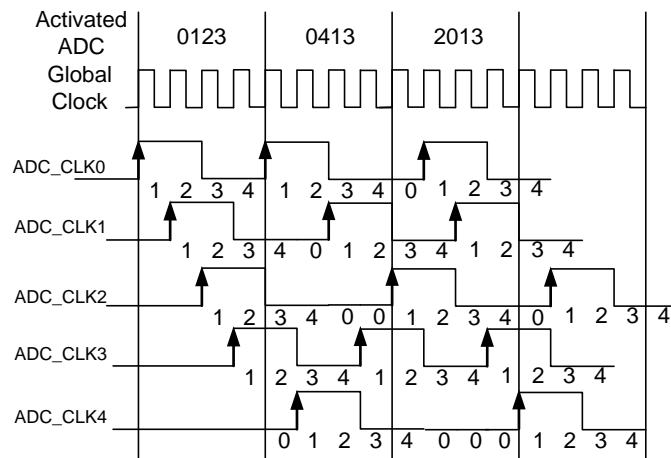 Activated
ADC 0123 0413 2013
Global
Clock
ADC_CLK0
1 2 3 4 1 2 3 4 0 1 2 3 4
ADC_CLK1
1 2 3 4 0 1 2 3 4 1 2 3 4
ADC_CLK2
1 2 3 4 0 0 1 2 3 4 0 1 2 3 4
ADC_CLK3
1 2 3 4 1 2 3 4 1 2 3 4
ADC_CLK4
0 1 2 3 4 0 0 0 1 2 3 4